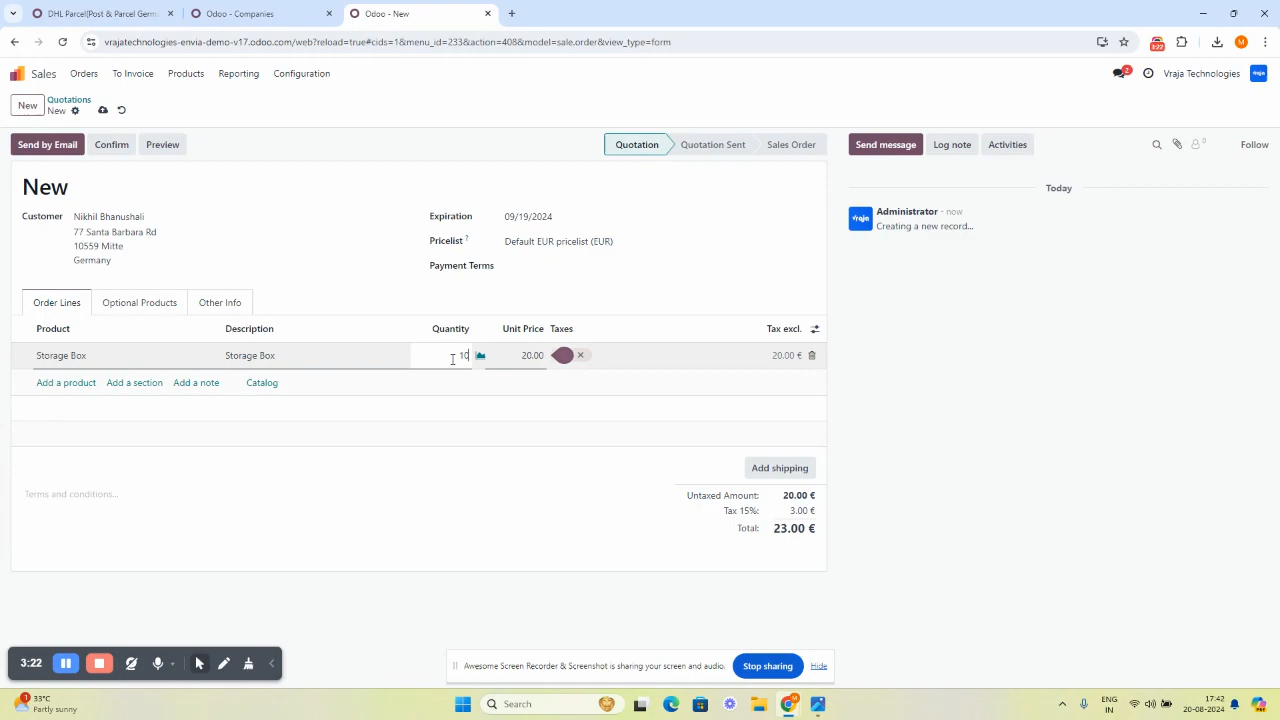 DHL Parcel(Post & Parcel Germ
Odoo - Companies
Odoo - New
vrajatechnologies-envia-demo-v17.odoo.com/web?reload=true#cids=1&menu_id=233&action=408&model=sale.order&view_type=form
3:22
M
Sales Orders To Invoice Products Reporting Configuration
2
Vraja Technologies
vraja
New
Quotations
New
Send by Email Confirm Preview
Quotation Quotation Sent Sales Order
Send message Log note Activities
0
Follow
New
Today
Customer
Nikhil Bhanushali
77 Santa Barbara Rd
10559 Mitte
Germany
Expiration 09/19/2024
Pricelist ? Default EUR pricelist (EUR)
Payment Terms
vraja
Administrator - now
Creating a new record...
Order Lines Optional Products Other Info
Product Description Quantity Unit Price Taxes Tax excl.
Storage Box Storage Box 10 20.00 20.00 €
Add a product Add a section Add a note Catalog
Add shipping
Terms and conditions...
Untaxed Amount: 20.00 €
Tax 15%: 3.00 €
Total: 23.00 €
3:22
Awesome Screen Recorder & Screenshot is sharing your screen and audio.
Stop sharing
Hide
1
33°C
Partly sunny
Search
M
ENG
IN
17:42
20-08-2024